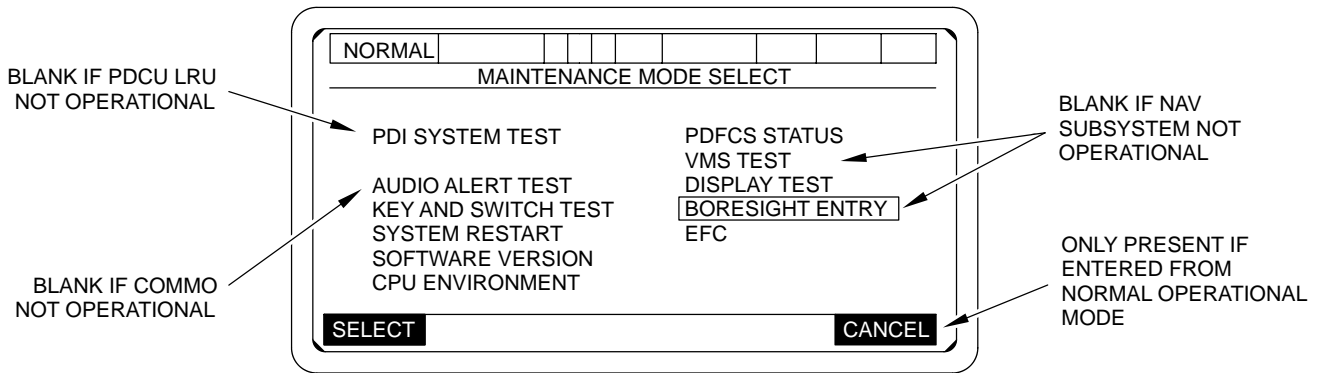 NORMAL
MAINTENANCE MODE SELECT
BLANK IF PDCU LRU
NOT OPERATIONAL
PDI SYSTEM TEST
AUDIO ALERT TEST
KEY AND SWITCH TEST
SYSTEM RESTART
SOFTWARE VERSION
CPU ENVIRONMENT
PDFCS STATUS
VMS TEST
DISPLAY TEST
BORESIGHT ENTRY
EFC
BLANK IF NAV
SUBSYSTEM NOT
OPERATIONAL
BLANK IF COMMO
NOT OPERATIONAL
ONLY PRESENT IF
ENTERED FROM
NORMAL OPERATIONAL
MODE
SELECT
CANCEL